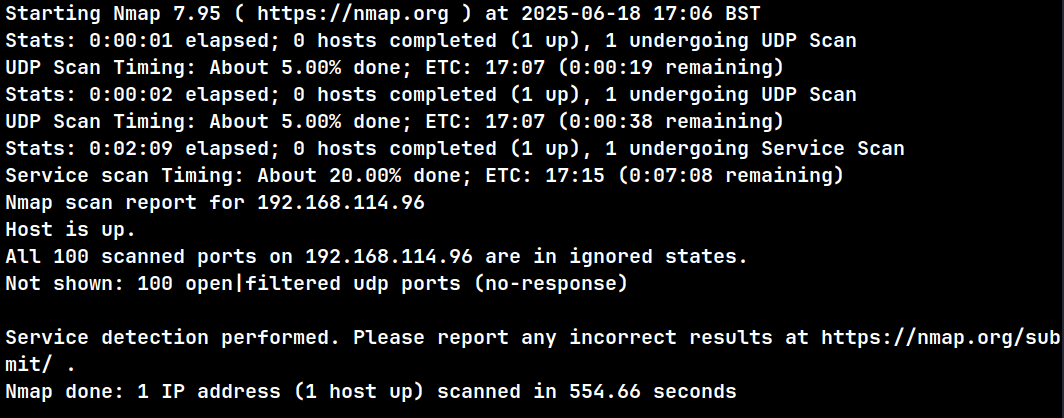 Starting Nmap 7.95 ( https://nmap.org ) at 2025-06-18 17:06 BST
Stats: 0:00:01 elapsed; 0 hosts completed (1 up), 1 undergoing UDP Scan
UDP Scan Timing: About 5.00% done; ETC: 17:07 (0:00:19 remaining)
Stats: 0:00:02 elapsed; 0 hosts completed (1 up), 1 undergoing UDP Scan
UDP Scan Timing: About 5.00% done; ETC: 17:07 (0:00:38 remaining)
Stats: 0:02:09 elapsed; 0 hosts completed (1 up), 1 undergoing Service Scan
Service scan Timing: About 20.00% done; ETC: 17:15 (0:07:08 remaining)
Nmap scan report for 192.168.114.96
Host is up.
All 100 scanned ports on 192.168.114.96 are in ignored states.
Not shown: 100 open|filtered udp ports (no-response)

Service detection performed. Please report any incorrect results at https://nmap.org/sub
mit/ .
Nmap done: 1 IP address (1 host up) scanned in 554.66 seconds